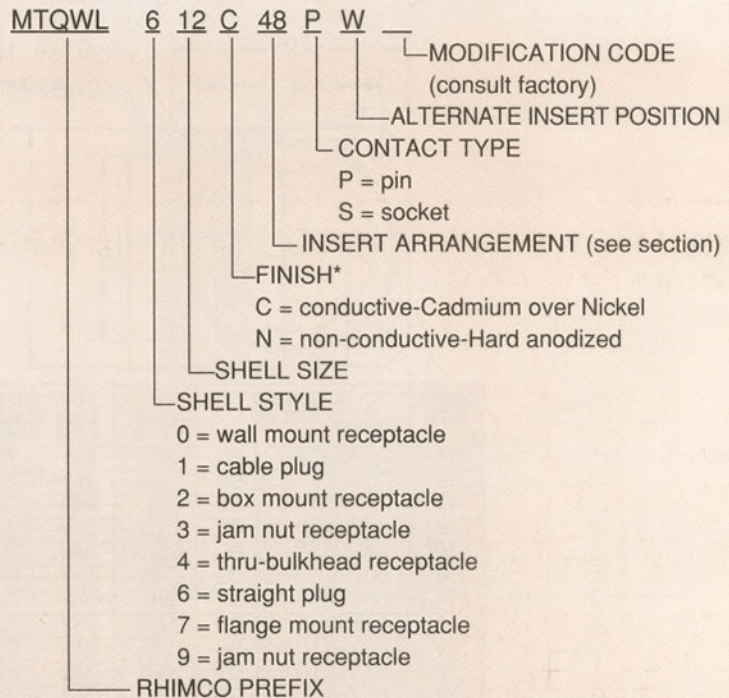 MTQWL 6 12 C 48 P W
MODIFICATION CODE
(consult factory)
ALTERNATE INSERT POSITION
CONTACT TYPE
P = pin
S = socket
INSERT ARRANGEMENT (see section)
FINISH*
C = conductive-Cadmium over Nickel
N = non-conductive-Hard anodized
SHELL SIZE
SHELL STYLE
0 = wall mount receptacle
1 = cable plug
2 = box mount receptacle
3 = jam nut receptacle
4 = thru-bulkhead receptacle
6 = straight plug
7 = flange mount receptacle
9 = jam nut receptacle
RHIMCO PREFIX